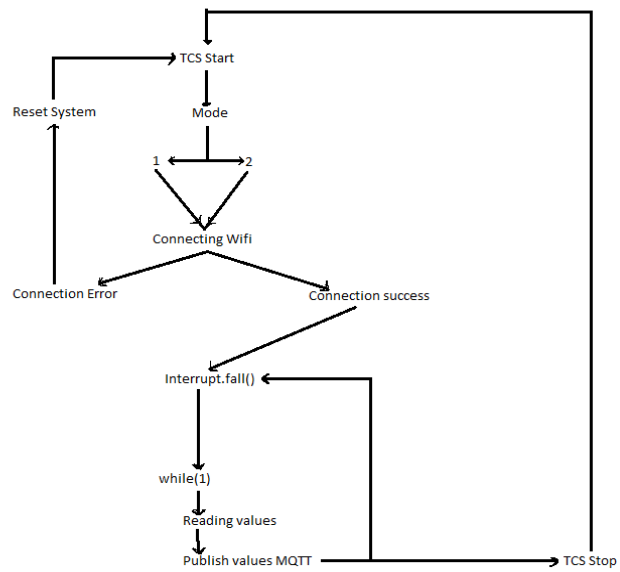 TCS Start
Reset System
Mode
1
2
Connecting Wifi
Connection Error
Connection success
Interrupt.fall()
while(1)
Reading values
Publish values MQTT
TCS Stop